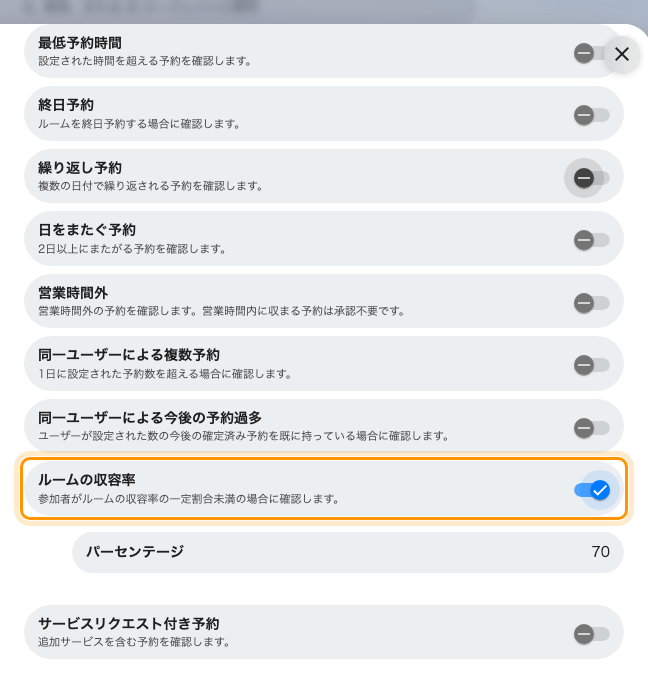 最低予約時間
設定された時間を超える予約を確認します。
終日予約
ルームを終日予約する場合に確認します。
繰り返し予約
複数の日付で繰り返される予約を確認します。
日をまたぐ予約
2日以上にまたがる予約を確認します。
営業時間外
営業時間外の予約を確認します。営業時間内に収まる予約は承認不要です。
同一ユーザーによる複数予約
1日に設定された予約数を超える場合に確認します。
同一ユーザーによる今後の予約過多
ユーザーが設定された数の今後の確定済み予約を既に持っている場合に確認します。
ルームの収容率
参加者がルームの収容率の一定割合未満の場合に確認します。
パーセンテージ 70
サービスリクエスト付き予約
追加サービスを含む予約を確認します。